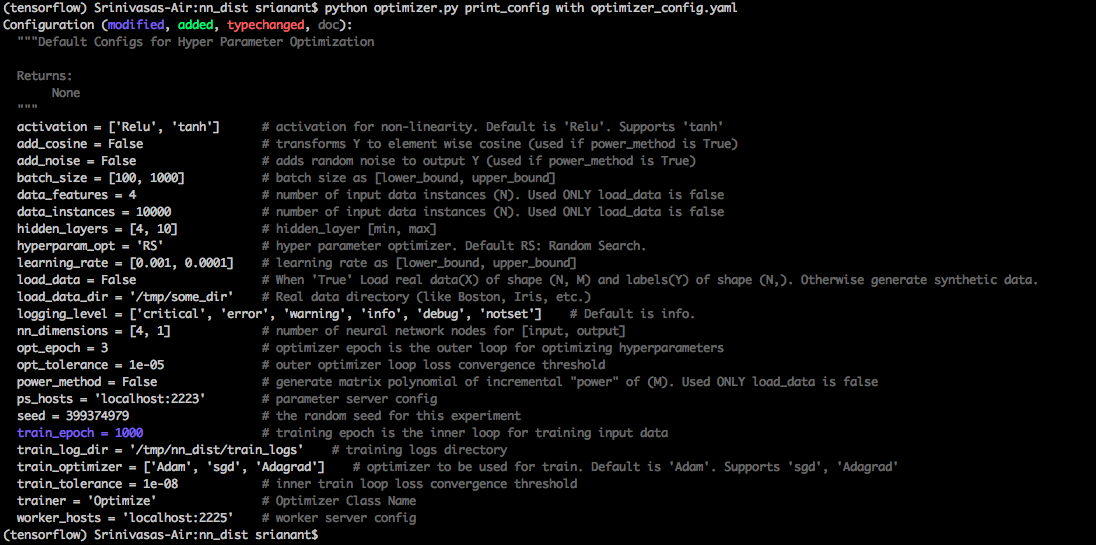 (tensorflow) Srinivasas-Air:nn_dist srianant$ python optimizer.py print_config with optimizer_config.yaml
Configuration (modified, added, typechanged, doc):
  """Default Configs for Hyper Parameter Optimization

  Returns:
       None
  """
  activation = ['Relu', 'tanh']      # activation for non-linearity. Default is 'Relu'. Supports 'tanh'
  add_cosine = False                 # transforms Y to element wise cosine (used if power_method is True)
  add_noise = False                  # adds random noise to output Y (used if power_method is True)
  batch_size = [100, 1000]           # batch size as [lower_bound, upper_bound]
  data_features = 4                  # number of input data instances (N). Used ONLY load_data is false
  data_instances = 10000             # number of input data instances (N). Used ONLY load_data is false
  hidden_layers = [4, 10]            # hidden_layer [min, max]
  hyperparam_opt = 'RS'              # hyper parameter optimizer. Default RS: Random Search.
  learning_rate = [0.001, 0.0001]    # learning rate as [lower_bound, upper_bound]
  load_data = False                  # When 'True' Load real data(X) of shape (N, M) and labels(Y) of shape (N,). Otherwise generate synthetic data.
  load_data_dir = '/tmp/some_dir'    # Real data directory (like Boston, Iris, etc.)
  logging_level = ['critical', 'error', 'warning', 'info', 'debug', 'notset']    # Default is info.
  nn_dimensions = [4, 1]             # number of neural network nodes for [input, output]
  opt_epoch = 3                      # optimizer epoch is the outer loop for optimizing hyperparameters
  opt_tolerance = 1e-05              # outer optimizer loop loss convergence threshold
  power_method = False               # generate matrix polynomial of incremental "power" of (M). Used ONLY load_data is false
  ps_hosts = 'localhost:2223'        # parameter server config
  seed = 399374979                   # the random seed for this experiment
  train_epoch = 1000                 # training epoch is the inner loop for training input data
  train_log_dir = '/tmp/nn_dist/train_logs'    # training logs directory
  train_optimizer = ['Adam', 'sgd', 'Adagrad']    # optimizer to be used for train. Default is 'Adam'. Supports 'sgd', 'Adagrad'
  train_tolerance = 1e-08            # inner train loop loss convergence threshold
  trainer = 'Optimize'               # Optimizer Class Name
  worker_hosts = 'localhost:2225'    # worker server config
(tensorflow) Srinivasas-Air:nn_dist srianant$